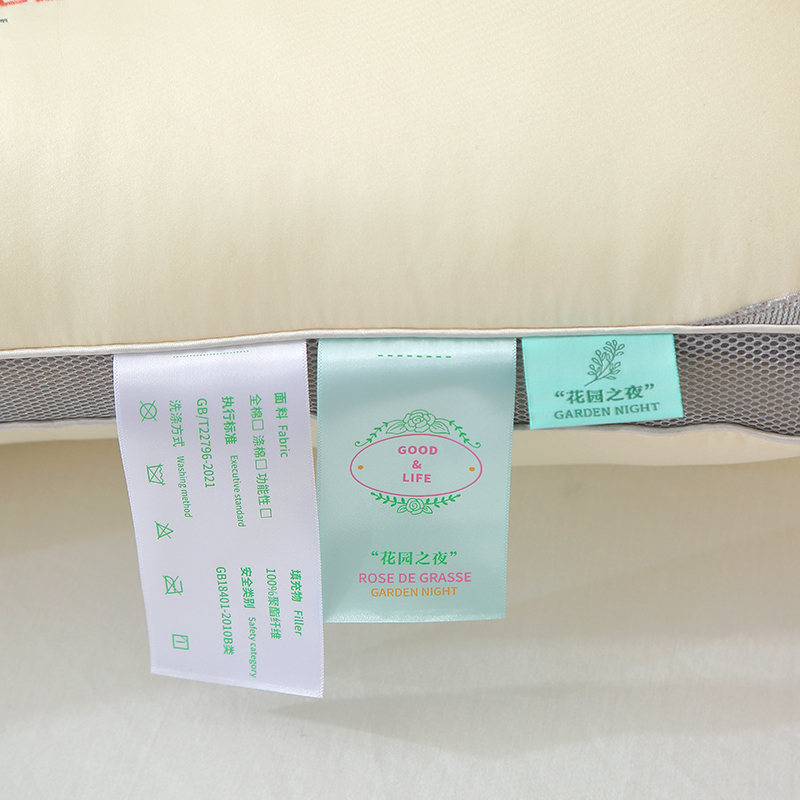 面料 Fabric
全棉□ 涤棉□ 功能性□
执行标准 Executive standard
GB/T22796-2021
洗涤方式 Washing method
填充物 Filler
100%聚酯纤维
安全类别 Safety category
GB18401-2010B类
GOOD
&
LIFE
“花园之夜”
ROSE DE GRASSE
GARDEN NIGHT
“花园之夜”
GARDEN NIGHT